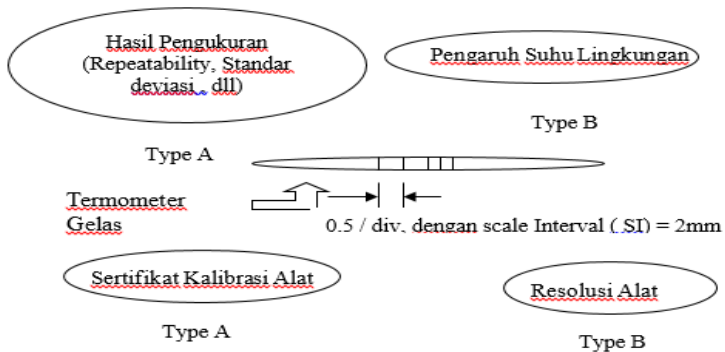 Hasil Pengukuran
(Repeatability, Standar
deviasi , dll)
Pengaruh Suhu Lingkungan
Type B
Type A
Termometer
Gelas
0.5 / div, dengan scale Interval ( SI) = 2mm
Sertifikat Kalibrasi Alat
Resolusi Alat
Type A
Type B